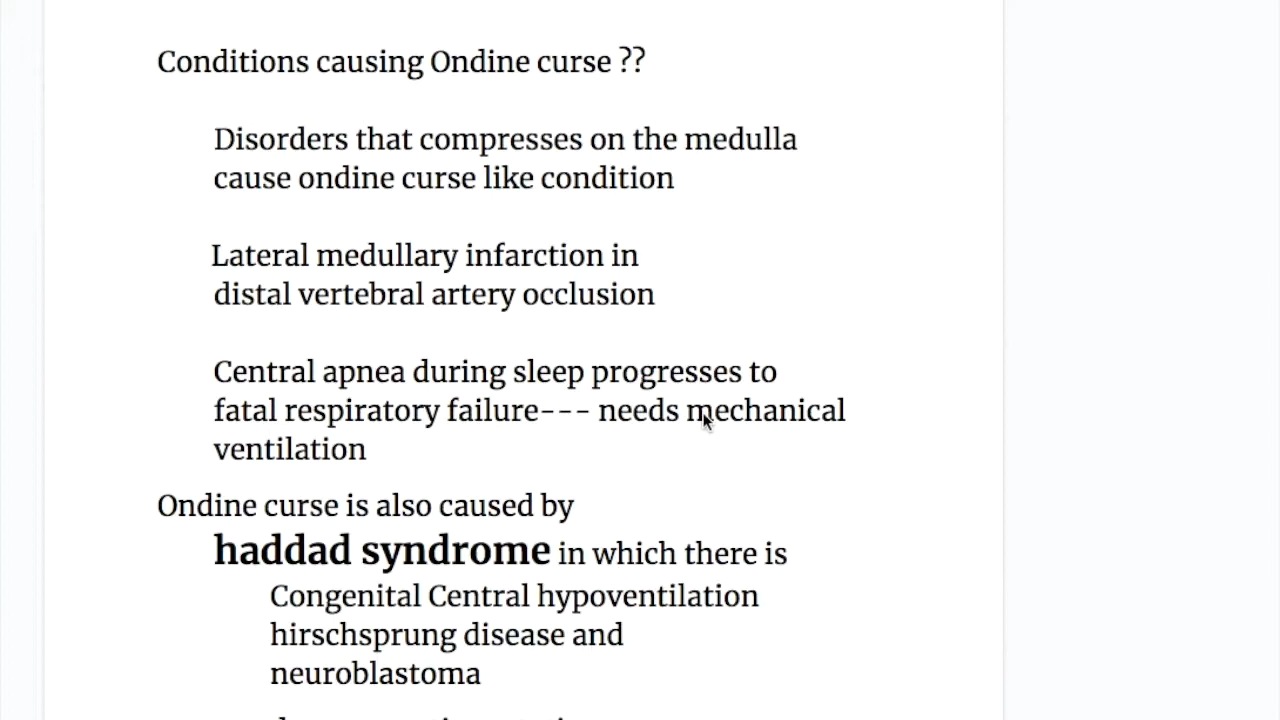 Conditions causing Ondine curse ??
Disorders that compresses on the medulla
cause ondine curse like condition
Lateral medullary infarction in
distal vertebral artery occlusion
Central apnea during sleep progresses to
fatal respiratory failure--- needs mechanical
ventilation
Ondine curse is also caused by
haddad syndrome in which there is
Congenital Central hypoventilation
hirschsprung disease and
neuroblastoma